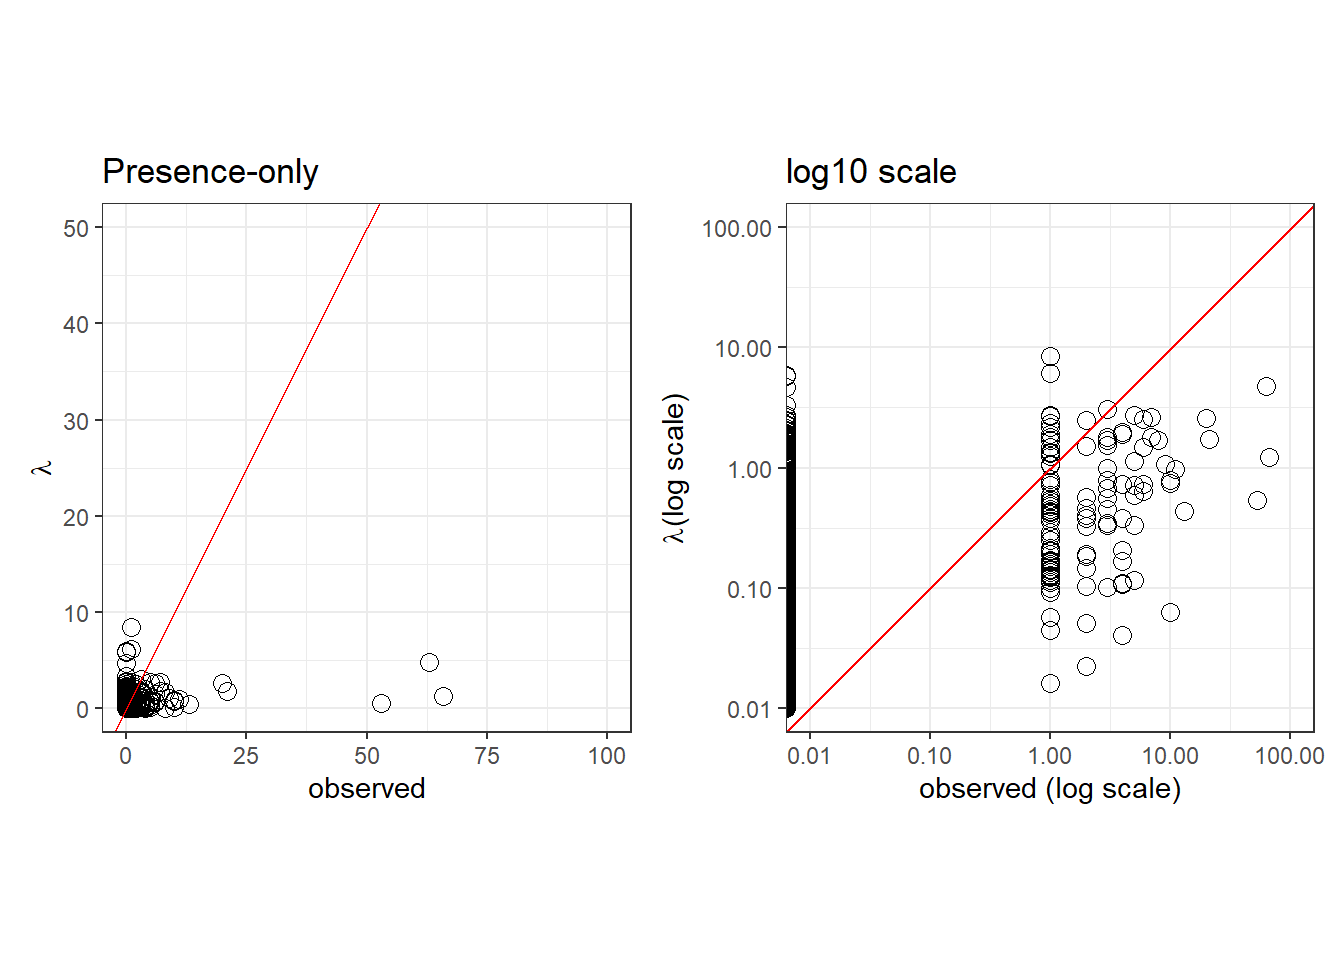 Presence-only
50
40
30
20
10
0
λ
0 25 50 75 100
observed
log10 scale
100.00
10.00
1.00
0.10
0.01
λ(log scale)
0.01 0.10 1.00 10.00 100.00
observed (log scale)